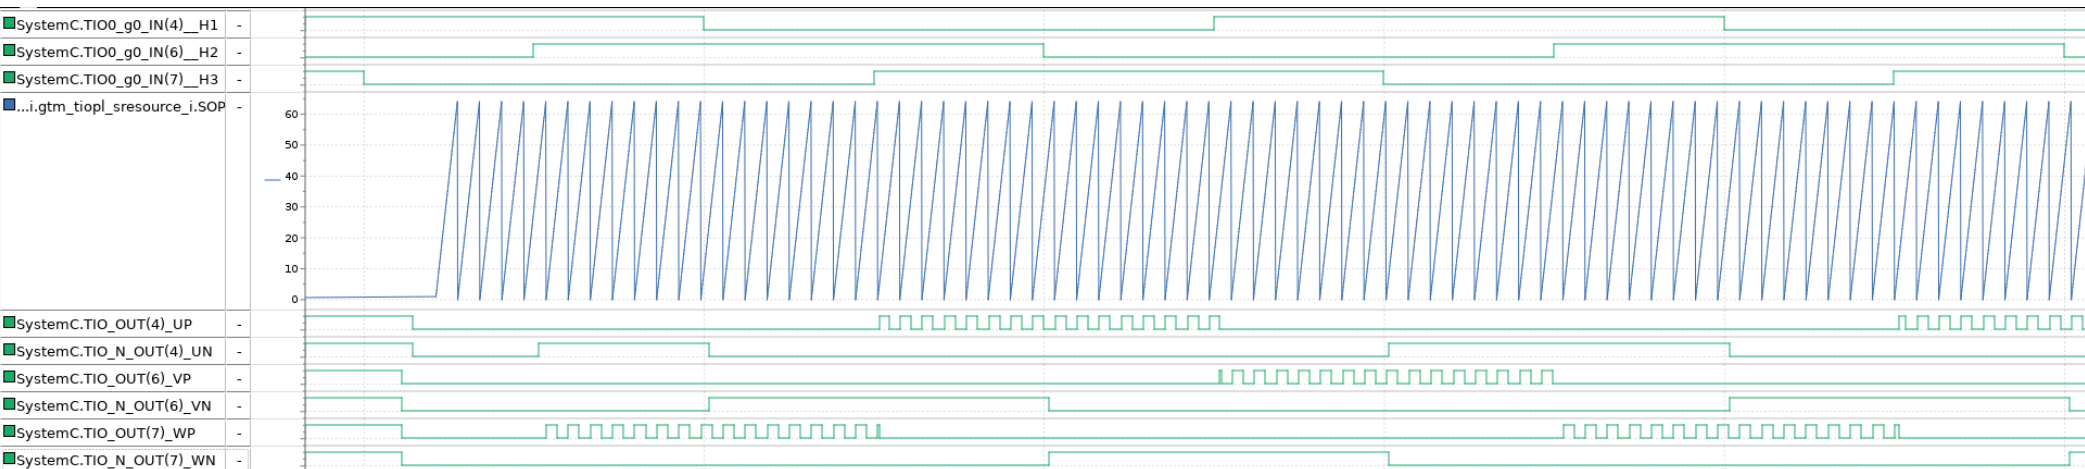 SystemC.TIO0_g0_IN(4)__H1 -
SystemC.TIO0_g0_IN(6)__H2 -
SystemC.TIO0_g0_IN(7)__H3 -
...i.gtm_tiopl_sresource_i.SOP -
60
50
40
30
20
10
0
SystemC.TIO_OUT(4)_UP -
SystemC.TIO_N_OUT(4)_UN -
SystemC.TIO_OUT(6)_VP -
SystemC.TIO_N_OUT(6)_VN -
SystemC.TIO_OUT(7)_WP -
SystemC.TIO_N_OUT(7)_WN -